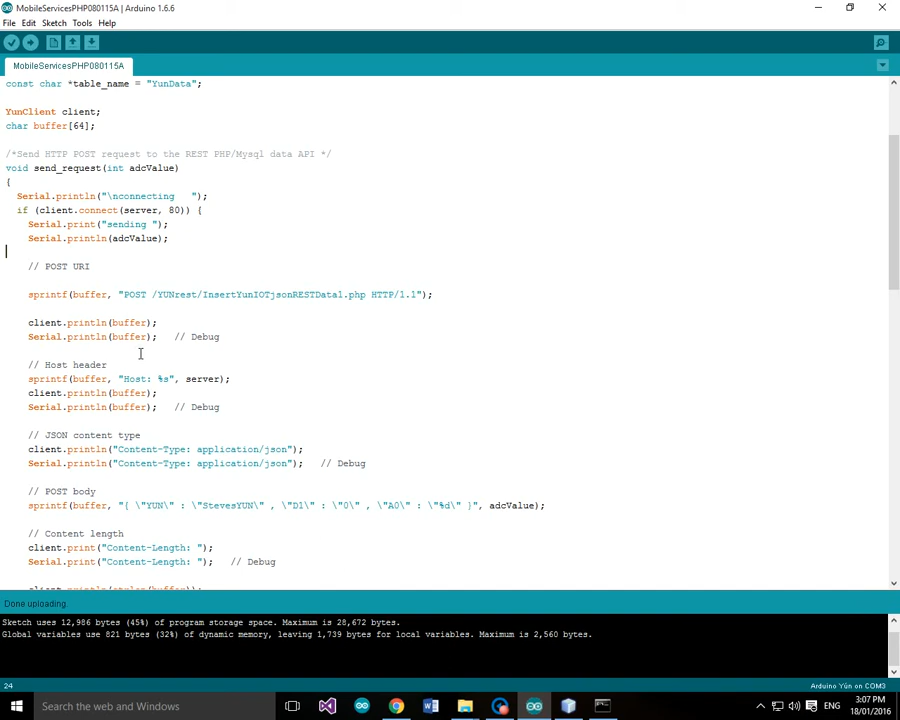 MobileServicesPHP080115A | Arduino 1.6.6
File Edit Sketch Tools Help
MobileServicesPHP080115A
const char *table_name = "YunData";
YunClient client;
char buffer[64];
/*Send HTTP POST request to the REST PHP/Mysql data API */
void send_request(int adcValue)
{
Serial.println("\nconnecting   ");
if (client.connect(server, 80)) {
Serial.print("sending ");
Serial.println(adcValue);
// POST URI
sprintf(buffer, "POST /YUNrest/InsertYunIOTjsonRESTData1.php HTTP/1.1");
client.println(buffer);
Serial.println(buffer);   // Debug
// Host header
sprintf(buffer, "Host: %s", server);
client.println(buffer);
Serial.println(buffer);   // Debug
// JSON content type
client.println("Content-Type: application/json");
Serial.println("Content-Type: application/json");   // Debug
// POST body
sprintf(buffer, "{ \"YUN\" : \"StevesYUN\" , \"D1\" : \"0\" , \"A0\" : \"%d\" }", adcValue);
// Content length
client.print("Content-Length: ");
Serial.print("Content-Length: ");   // Debug
client.println(strlen(buffer));
Done uploading.
Sketch uses 12,986 bytes (45%) of program storage space. Maximum is 28,672 bytes.
Global variables use 821 bytes (32%) of dynamic memory, leaving 1,739 bytes for local variables. Maximum is 2,560 bytes.
24
Arduino Yún on COM3
Search the web and Windows
ENG
3:07 PM
18/01/2016